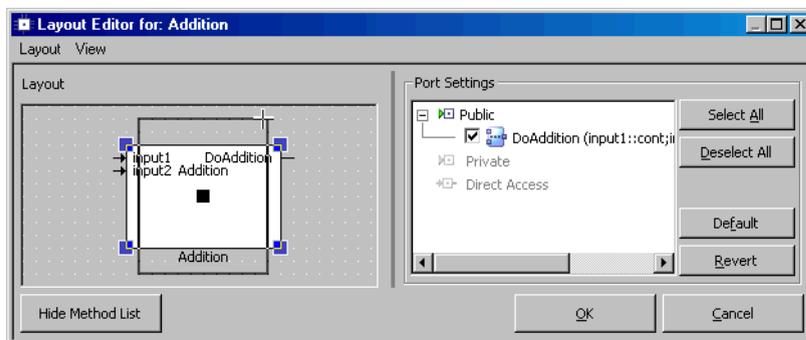 Layout Editor for: Addition
Layout View
Layout
input1 DoAddition
input2 Addition
Addition
Port Settings
Public
DoAddition (input1::cont;i
Private
Direct Access
Select All
Deselect All
Default
Revert
Hide Method List
OK
Cancel